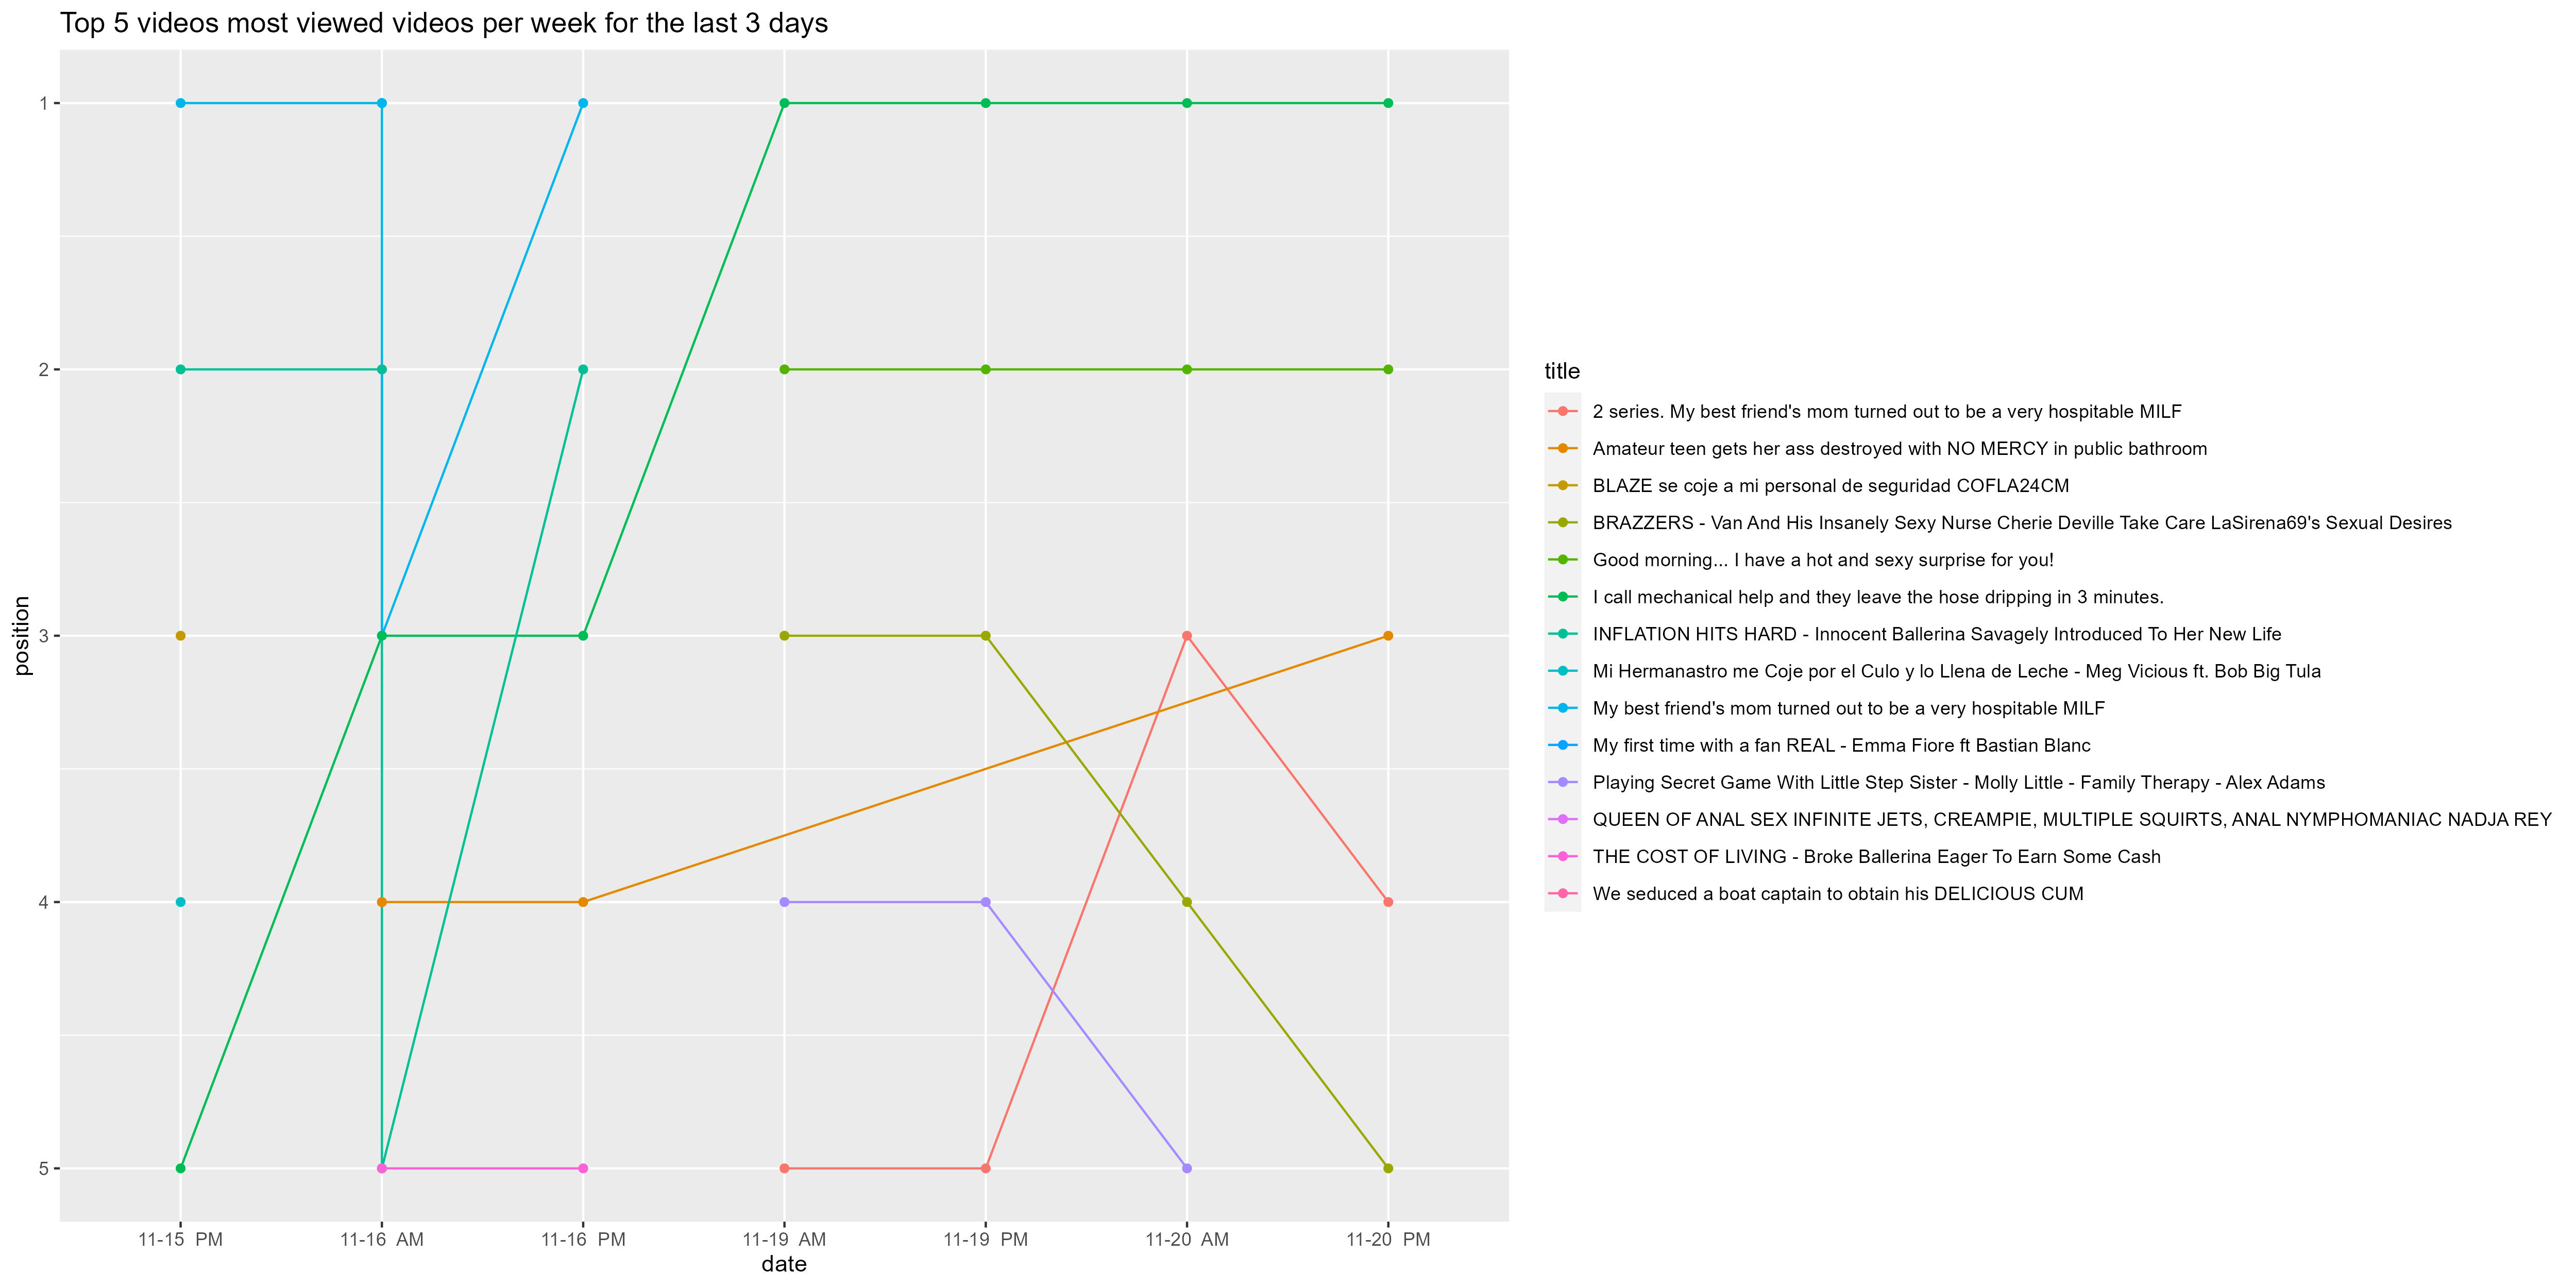 Top 5 videos most viewed videos per week for the last 3 days
1
2
3
4
5
position
11-15 PM
11-16 AM
11-16 PM
11-19 AM
11-19 PM
11-20 AM
11-20 PM
date
title
2 series. My best friend's mom turned out to be a very hospitable MILF
Amateur teen gets her ass destroyed with NO MERCY in public bathroom
BLAZE se coje a mi personal de seguridad COFLA24CM
BRAZZERS - Van And His Insanely Sexy Nurse Cherie Deville Take Care LaSirena69's Sexual Desires
Good morning... I have a hot and sexy surprise for you!
I call mechanical help and they leave the hose dripping in 3 minutes.
INFLATION HITS HARD - Innocent Ballerina Savagely Introduced To Her New Life
Mi Hermanastro me Coje por el Culo y lo Llena de Leche - Meg Vicious ft. Bob Big Tula
My best friend's mom turned out to be a very hospitable MILF
My first time with a fan REAL - Emma Fiore ft Bastian Blanc
Playing Secret Game With Little Step Sister - Molly Little - Family Therapy - Alex Adams
QUEEN OF ANAL SEX INFINITE JETS, CREAMPIE, MULTIPLE SQUIRTS, ANAL NYMPHOMANIAC NADJA REY
THE COST OF LIVING - Broke Ballerina Eager To Earn Some Cash
We seduced a boat captain to obtain his DELICIOUS CUM